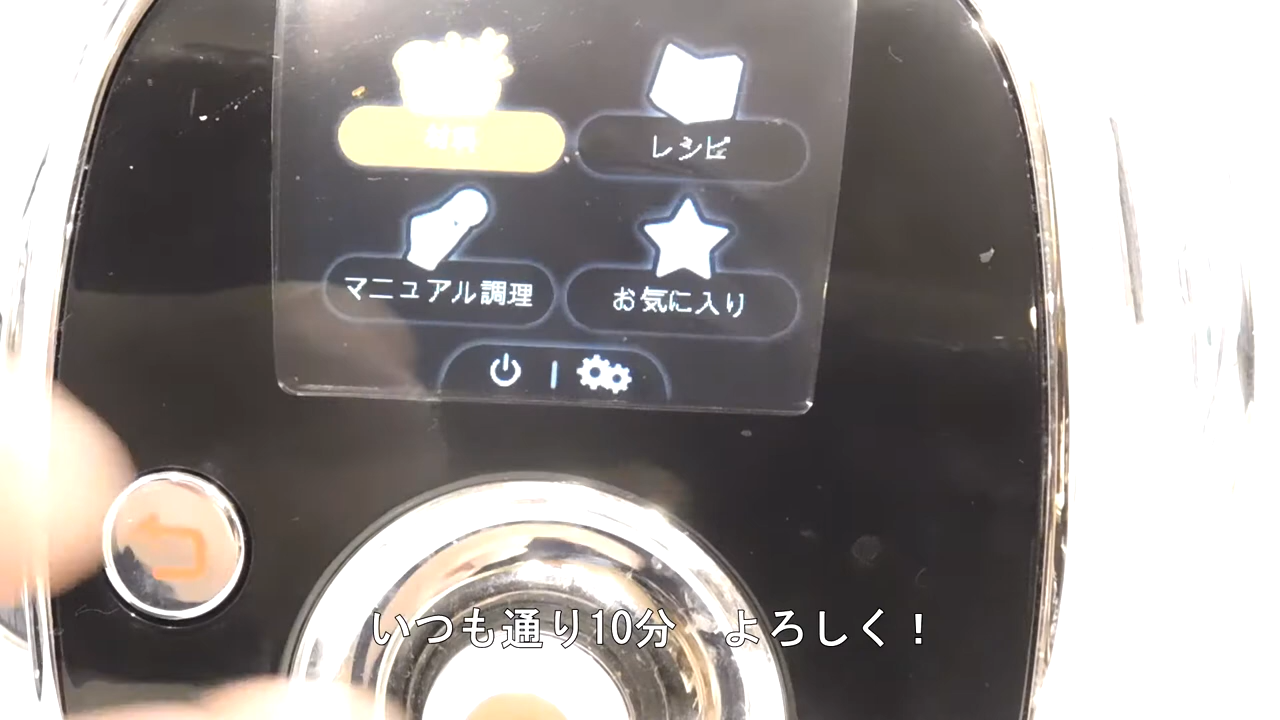 レシピ
マニュアル調理
お気に入り
いつも通り10分 よろしく！